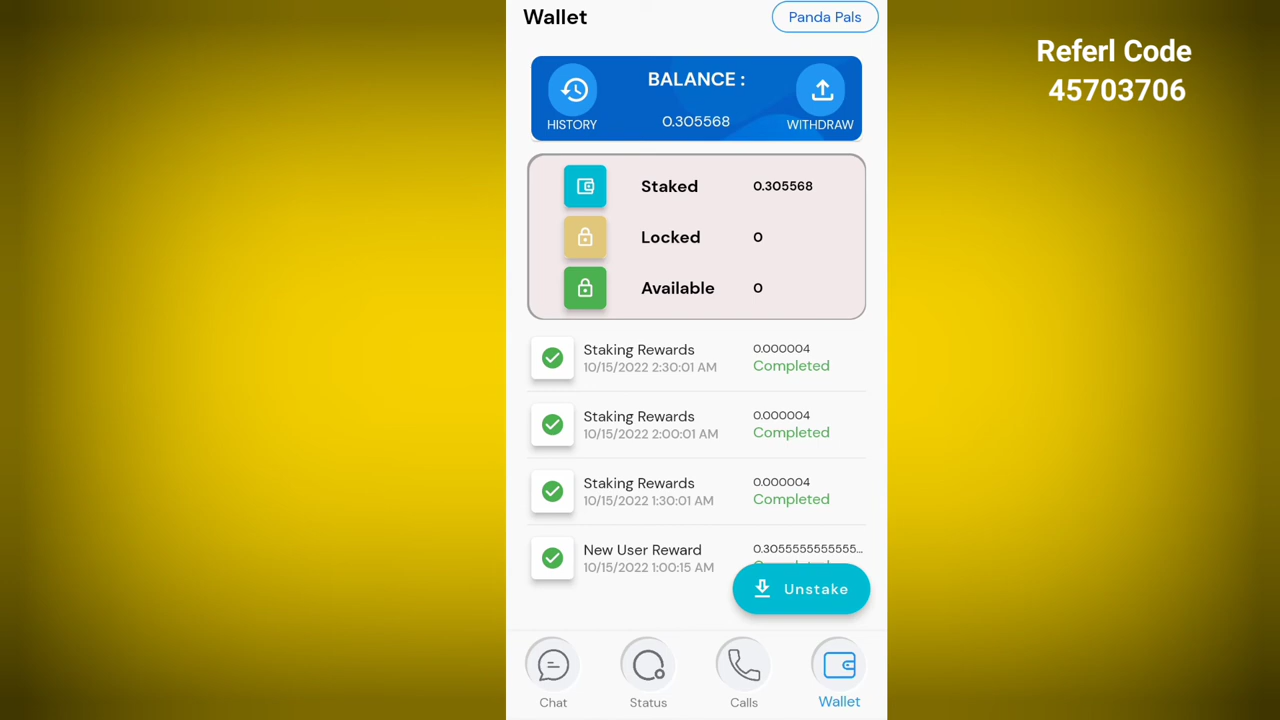 Wallet
Panda Pals
Referl Code
45703706
BALANCE :
0.305568
HISTORY
WITHDRAW
Staked 0.305568
Locked 0
Available 0
Staking Rewards 0.000004
10/15/2022 2:30:01 AM Completed
Staking Rewards 0.000004
10/15/2022 2:00:01 AM Completed
Staking Rewards 0.000004
10/15/2022 1:30:01 AM Completed
New User Reward 0.3055555555555...
10/15/2022 1:00:15 AM
Unstake
Chat Status Calls Wallet